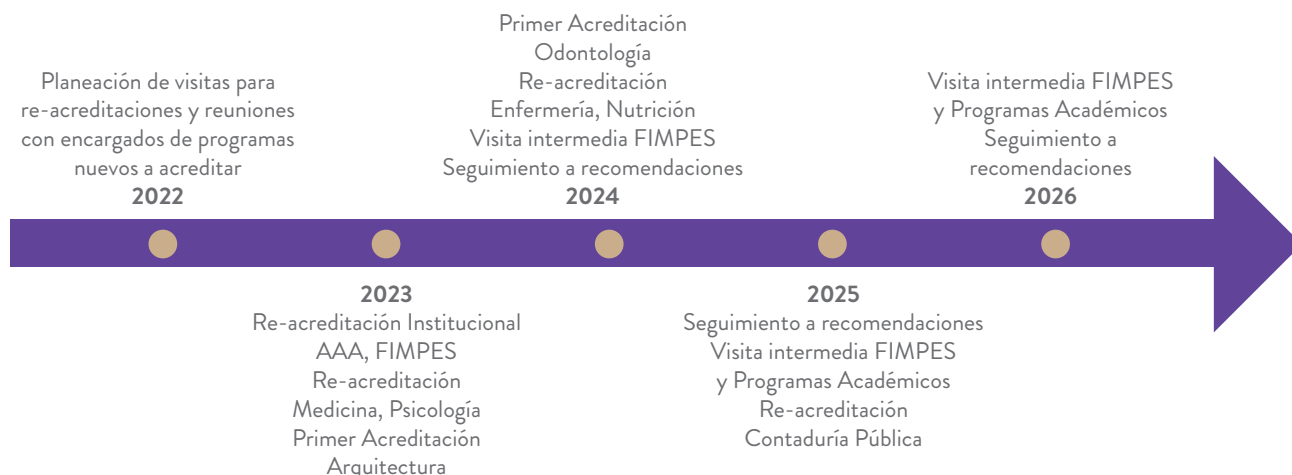 Planeación de visitas para
re-acreditaciones y reuniones
con encargados de programas
nuevos a acreditar
2022
2023
Re-acreditación Institucional
AAA, FIMPES
Re-acreditación
Medicina, Psicología
Primer Acreditación
Arquitectura
Primer Acreditación
Odontología
Re-acreditación
Enfermería, Nutrición
Visita intermedia FIMPES
Seguimiento a recomendaciones
2024
2025
Seguimiento a recomendaciones
Visita intermedia FIMPES
y Programas Académicos
Re-acreditación
Contaduría Pública
Visita intermedia FIMPES
y Programas Académicos
Seguimiento a
recomendaciones
2026